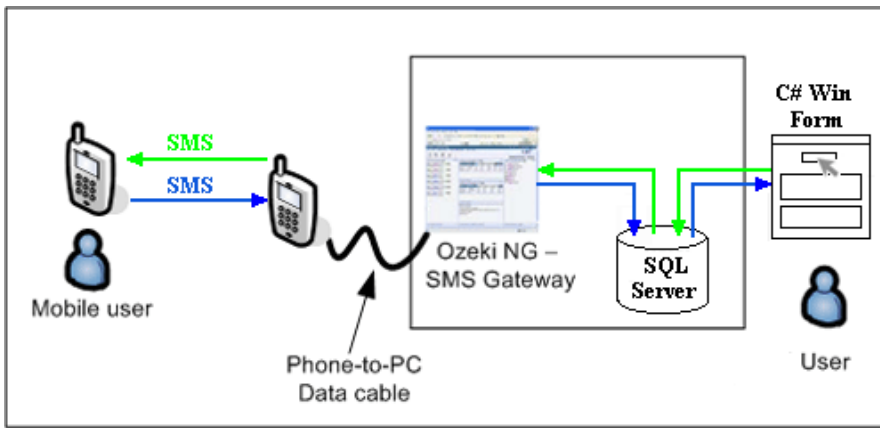 SMS
SMS
Mobile user
Phone-to-PC
Data cable
Ozeki NG –
SMS Gateway
SQL
Server
C# Win
Form
User